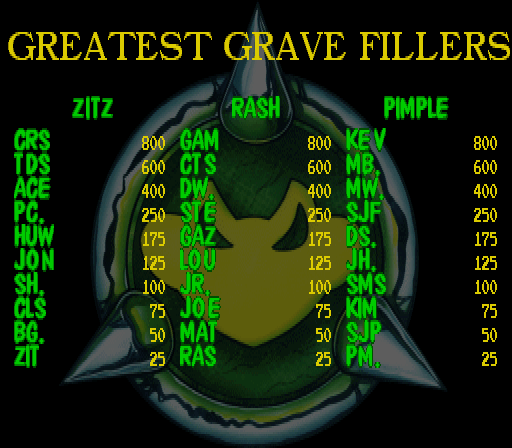 GREATEST GRAVE FILLERS
ZITZ RASH PIMPLE
CRS 800 GAM 800 KEV 800
TDS 600 CTS 600 MB. 600
ACE 400 DW. 400 MW. 400
PC. 250 STE 250 SJF 250
HUW 175 GAZ 175 DS. 175
JON 125 LOU 125 JH. 125
SH. 100 JR. 100 SMS 100
CLS 75 JOE 75 KIM 75
BG. 50 MAT 50 SJP 50
ZIT 25 RAS 25 PM. 25